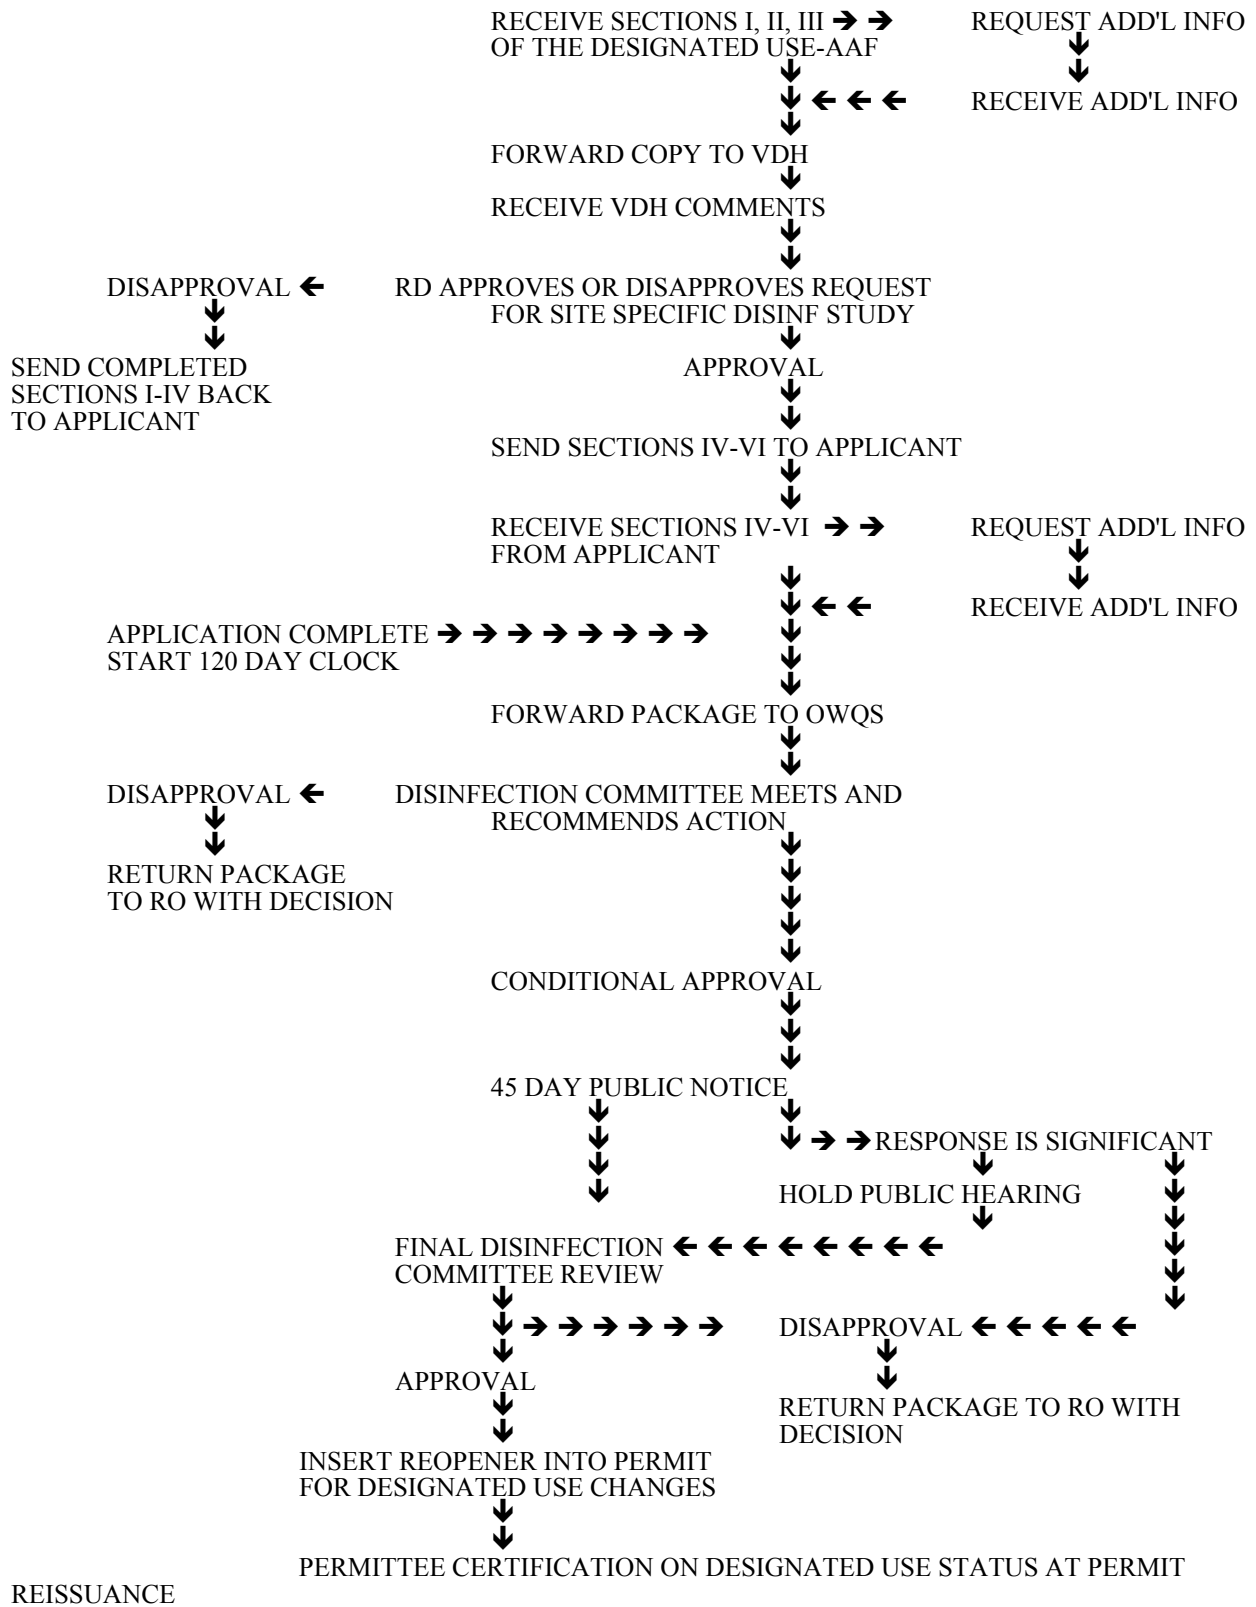 RECEIVE SECTIONS I, II, III → → REQUEST ADD'L INFO
OF THE DESIGNATED USE-AAF
RECEIVE ADD'L INFO
FORWARD COPY TO VDH
RECEIVE VDH COMMENTS
DISAPPROVAL ← RD APPROVES OR DISAPPROVES REQUEST
FOR SITE SPECIFIC DISINF STUDY
SEND COMPLETED APPROVAL
SECTIONS I-IV BACK
TO APPLICANT
SEND SECTIONS IV-VI TO APPLICANT
RECEIVE SECTIONS IV-VI → → REQUEST ADD'L INFO
FROM APPLICANT
RECEIVE ADD'L INFO
APPLICATION COMPLETE → → → → → → → →
START 120 DAY CLOCK
FORWARD PACKAGE TO OWQS
DISAPPROVAL ← DISINFECTION COMMITTEE MEETS AND
RECOMMENDS ACTION
RETURN PACKAGE
TO RO WITH DECISION
CONDITIONAL APPROVAL
45 DAY PUBLIC NOTICE
→ → RESPONSE IS SIGNIFICANT
HOLD PUBLIC HEARING
FINAL DISINFECTION ← ← ← ← ← ← ← ←
COMMITTEE REVIEW
→ → → → → → DISAPPROVAL ← ← ← ← ←
APPROVAL
RETURN PACKAGE TO RO WITH
DECISION
INSERT REOPENER INTO PERMIT
FOR DESIGNATED USE CHANGES
PERMITTEE CERTIFICATION ON DESIGNATED USE STATUS AT PERMIT
REISSUANCE